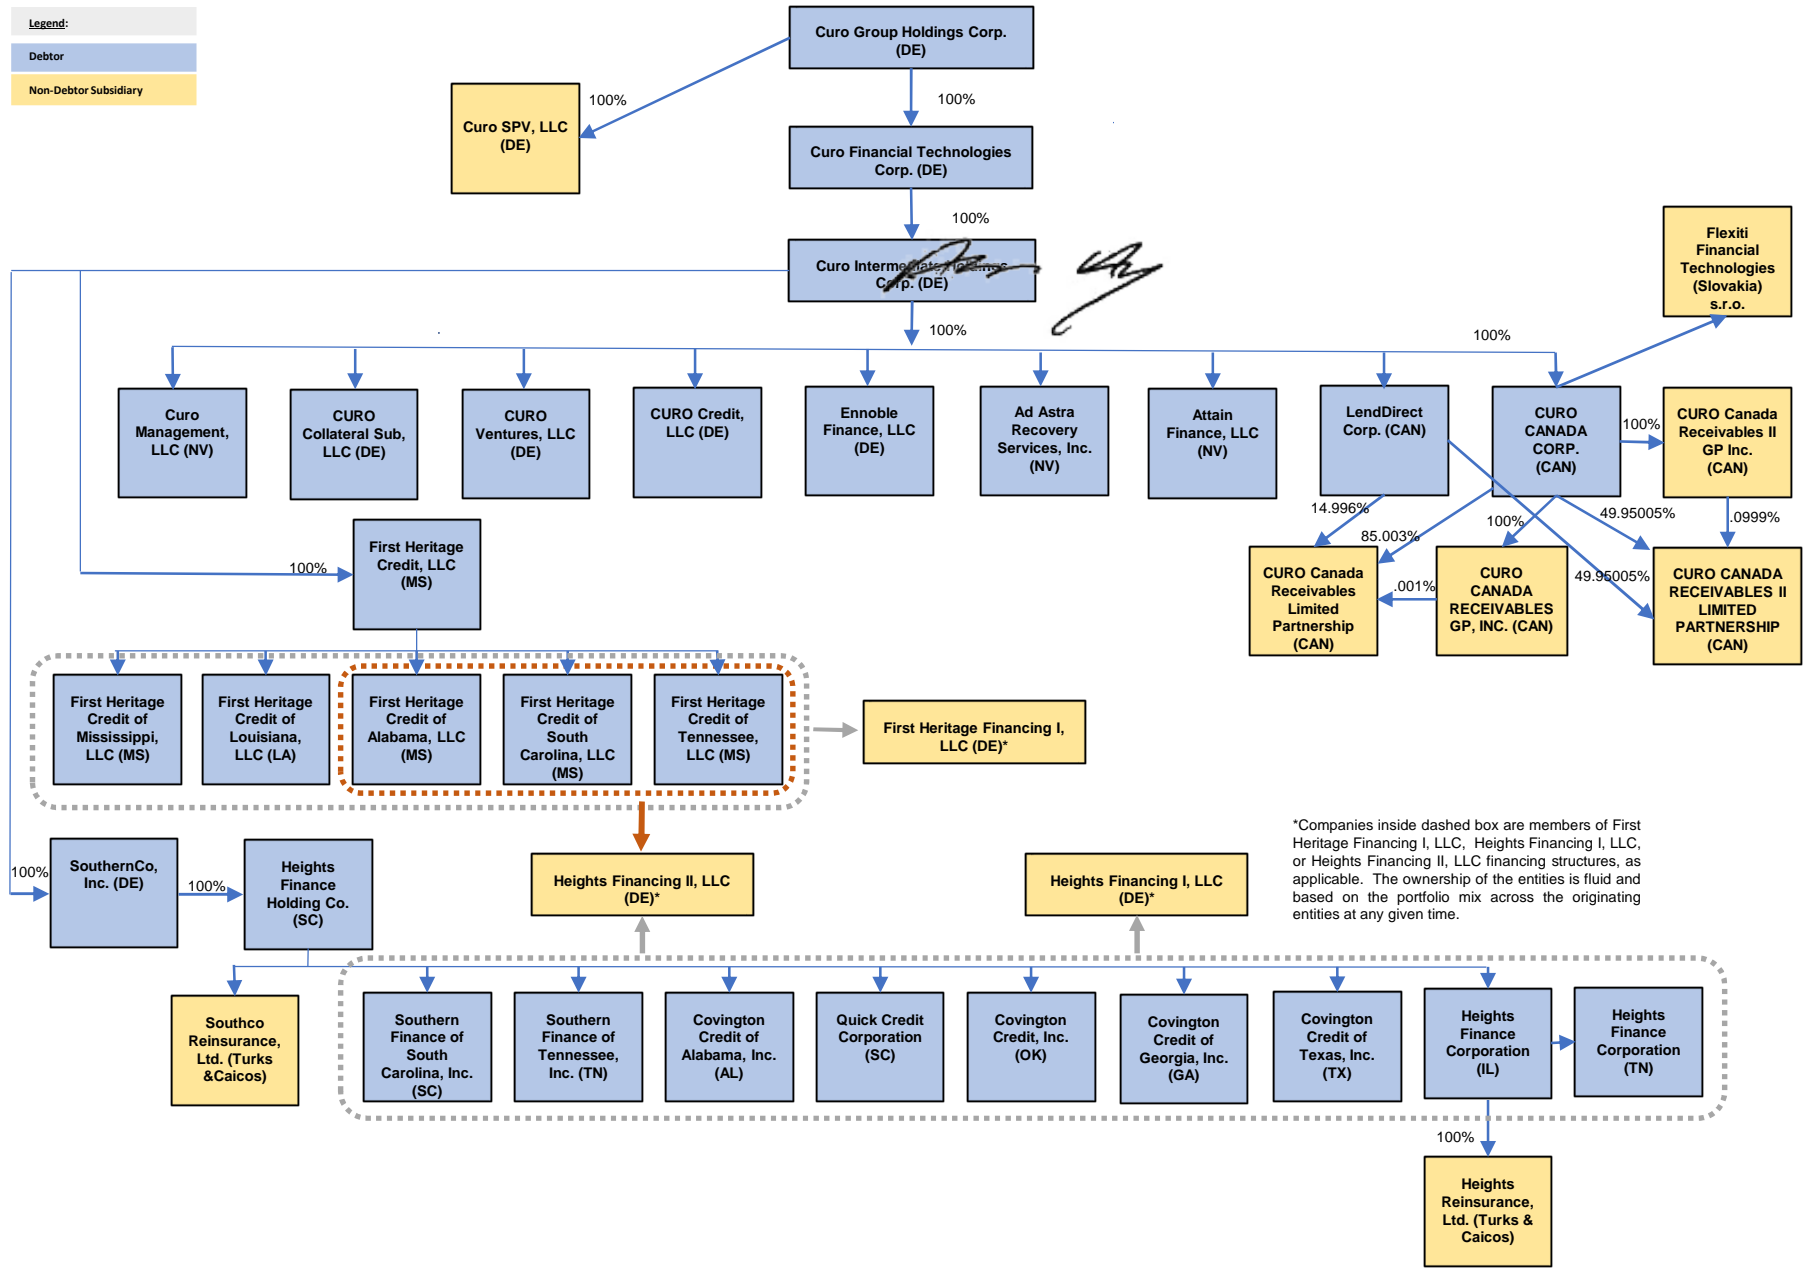 Legend:
Debtor
Non-Debtor Subsidiary
Curo Group Holdings Corp.
(DE)
100%
100%
Curo SPV, LLC
(DE)
Curo Financial Technologies
Corp. (DE)
100%
Curo Intermediate Holdings
Corp. (DE)
100%
100%
Flexiti
Financial
Technologies
(Slovakia)
s.r.o.
Curo
Management,
LLC (NV)
CURO
Collateral Sub,
LLC (DE)
CURO
Ventures, LLC
(DE)
CURO Credit,
LLC (DE)
Ennoble
Finance, LLC
(DE)
Ad Astra
Recovery
Services, Inc.
(NV)
Attain
Finance, LLC
(NV)
LendDirect
Corp. (CAN)
CURO
CANADA
CORP.
(CAN)
100%
CURO Canada
Receivables II
GP Inc.
(CAN)
14.996%
85.003%
100%
49.95005%
.0999%
49.95005%
.001%
CURO Canada
Receivables
Limited
Partnership
(CAN)
CURO
CANADA
RECEIVABLES
GP, INC. (CAN)
CURO CANADA
RECEIVABLES II
LIMITED
PARTNERSHIP
(CAN)
100%
First Heritage
Credit, LLC
(MS)
First Heritage
Credit of
Mississippi,
LLC (MS)
First Heritage
Credit of
Louisiana,
LLC (LA)
First Heritage
Credit of
Alabama, LLC
(MS)
First Heritage
Credit of
South
Carolina, LLC
(MS)
First Heritage
Credit of
Tennessee,
LLC (MS)
First Heritage Financing I,
LLC (DE)*
100%
SouthernCo,
Inc. (DE)
100%
Heights
Finance
Holding Co.
(SC)
Heights Financing II, LLC
(DE)*
Heights Financing I, LLC
(DE)*
*Companies inside dashed box are members of First
Heritage Financing I, LLC, Heights Financing I, LLC,
or Heights Financing II, LLC financing structures, as
applicable. The ownership of the entities is fluid and
based on the portfolio mix across the originating
entities at any given time.
Southco
Reinsurance,
Ltd. (Turks
&Caicos)
Southern
Finance of
South
Carolina, Inc.
(SC)
Southern
Finance of
Tennessee,
Inc. (TN)
Covington
Credit of
Alabama, Inc.
(AL)
Quick Credit
Corporation
(SC)
Covington
Credit, Inc.
(OK)
Covington
Credit of
Georgia, Inc.
(GA)
Covington
Credit of
Texas, Inc.
(TX)
Heights
Finance
Corporation
(IL)
Heights
Finance
Corporation
(TN)
100%
Heights
Reinsurance,
Ltd. (Turks &
Caicos)